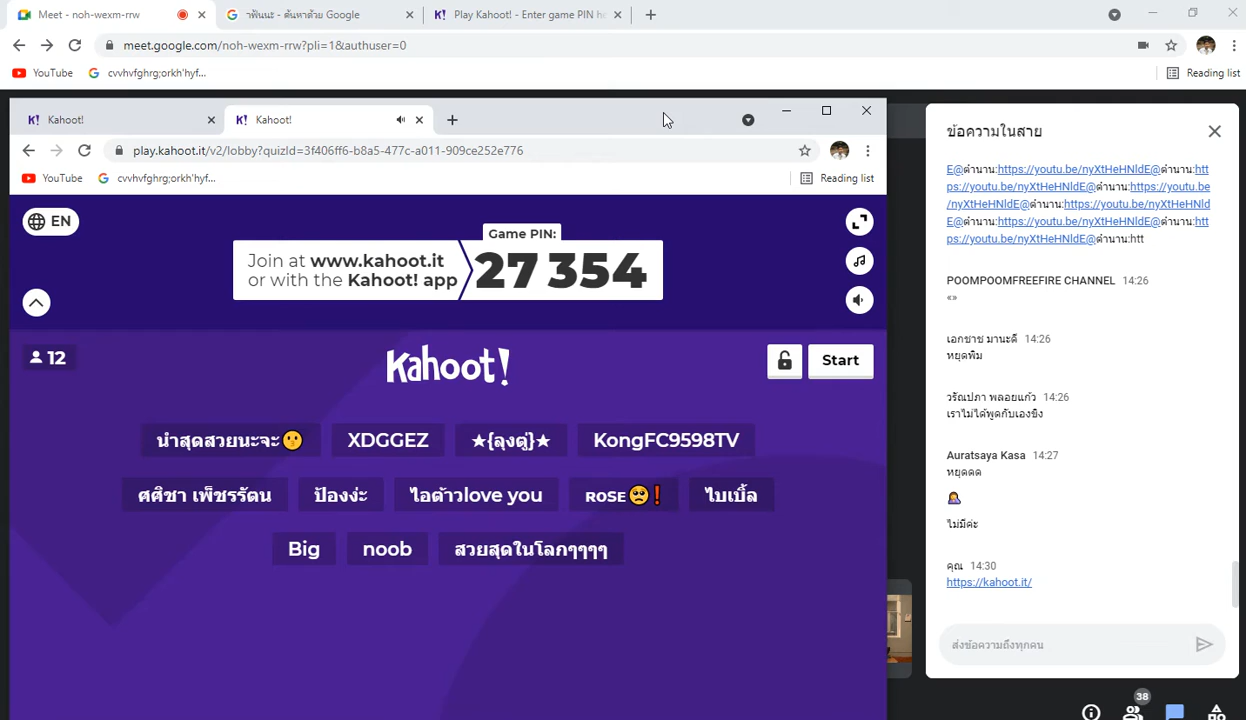 Meet - noh-wexm-rrw
าฟันนะ - ค้นหาด้วย Google
K! Play Kahoot! - Enter game PIN he
meet.google.com/noh-wexm-rrw?pli=1&authuser=0
YouTube
cvvhvfghrg;orkh'hyf...
Reading list
K! Kahoot!
K! Kahoot!
play.kahoot.it/v2/lobby?quizId=3f406ff6-b8a5-477c-a011-909ce252e776
YouTube
cvvhvfghrg;orkh'hyf...
Reading list
EN
Game PIN:
Join at www.kahoot.it
or with the Kahoot! app
27 354
12
Kahoot!
Start
น้ำสุดสวยนะจะ😗 XDGGEZ ★{ลุงตู่}★ KongFC9598TV
ศศิชา เพ็ชรรัตน ป้องง่ะ ไอต้าวlove you ROSE🥺❗ ไบเบิ้ล
Big noob สวยสุดในโลกๆๆๆๆ
ข้อความในสาย
E@ตำนาน:https://youtu.be/nyXtHeHNldE@ตำนาน:htt
ps://youtu.be/nyXtHeHNldE@ตำนาน:https://youtu.be
/nyXtHeHNldE@ตำนาน:https://youtu.be/nyXtHeHNld
E@ตำนาน:https://youtu.be/nyXtHeHNldE@ตำนาน:htt
ps://youtu.be/nyXtHeHNldE@ตำนาน:htt
POOMPOOMFREEFIRE CHANNEL 14:26
«»
เอกชาช มานะดี 14:26
หยุดพิม
วรัณปภา พลอยแก้ว 14:26
เราไม่ได้พูดกับเองขิง
Auratsaya Kasa 14:27
หยุดดด
🤦‍♀️
ไม่มีค่ะ
คุณ 14:30
https://kahoot.it/
ส่งข้อความถึงทุกคน
38